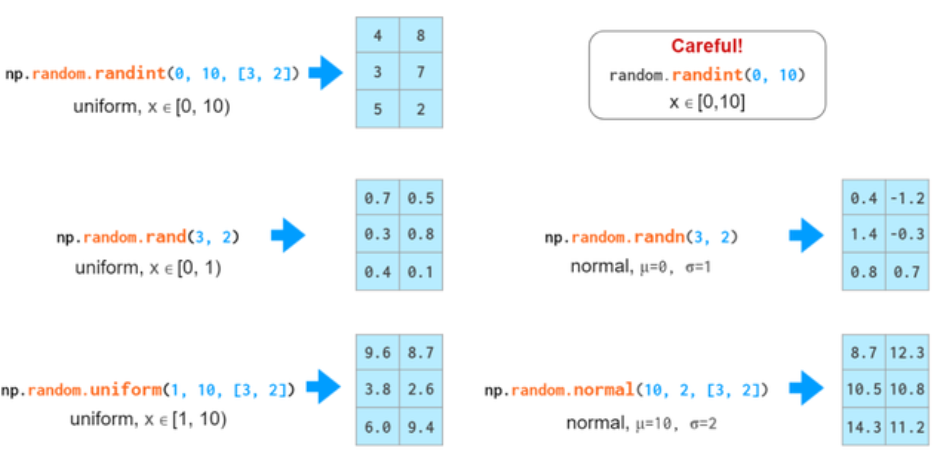 np.random.randint(0, 10, [3, 2])
uniform, x ∈ [0, 10)
4 8
3 7
5 2
Careful!
random.randint(0, 10)
x ∈ [0,10]
np.random.rand(3, 2)
uniform, x ∈ [0, 1)
0.7 0.5
0.3 0.8
0.4 0.1
np.random.randn(3, 2)
normal, μ=0, σ=1
0.4 -1.2
1.4 -0.3
0.8 0.7
np.random.uniform(1, 10, [3, 2])
uniform, x ∈ [1, 10)
9.6 8.7
3.8 2.6
6.0 9.4
np.random.normal(10, 2, [3, 2])
normal, μ=10, σ=2
8.7 12.3
10.5 10.8
14.3 11.2